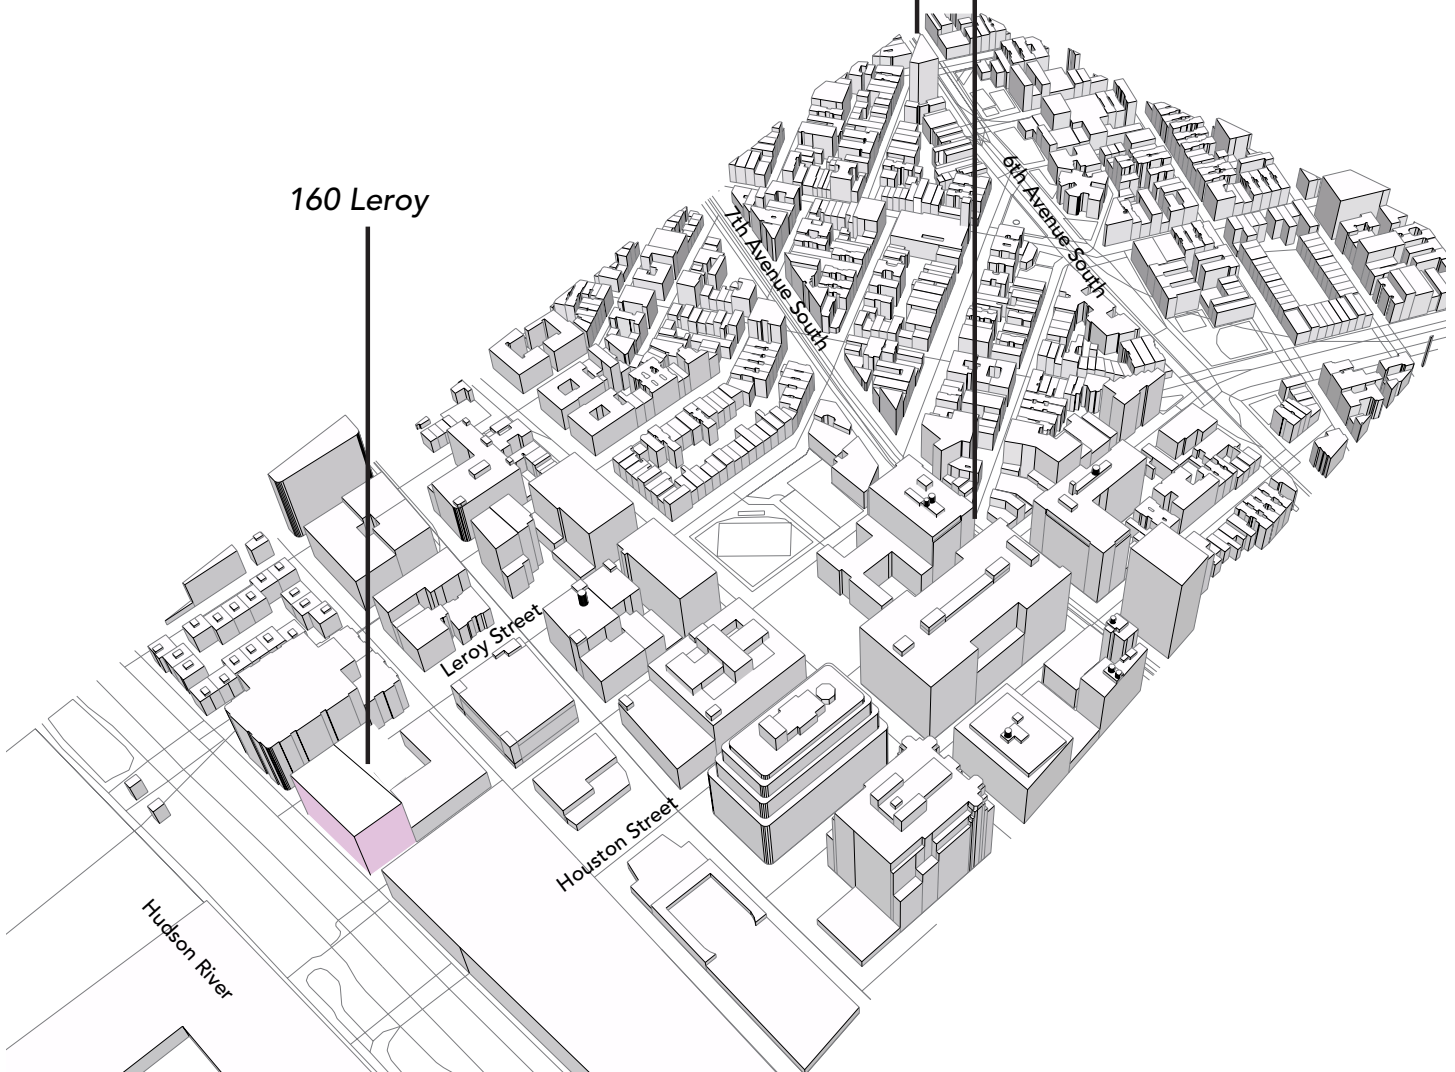 6th Avenue South
160 Leroy
7th Avenue South
Leroy Street
Houston Street
Hudson River